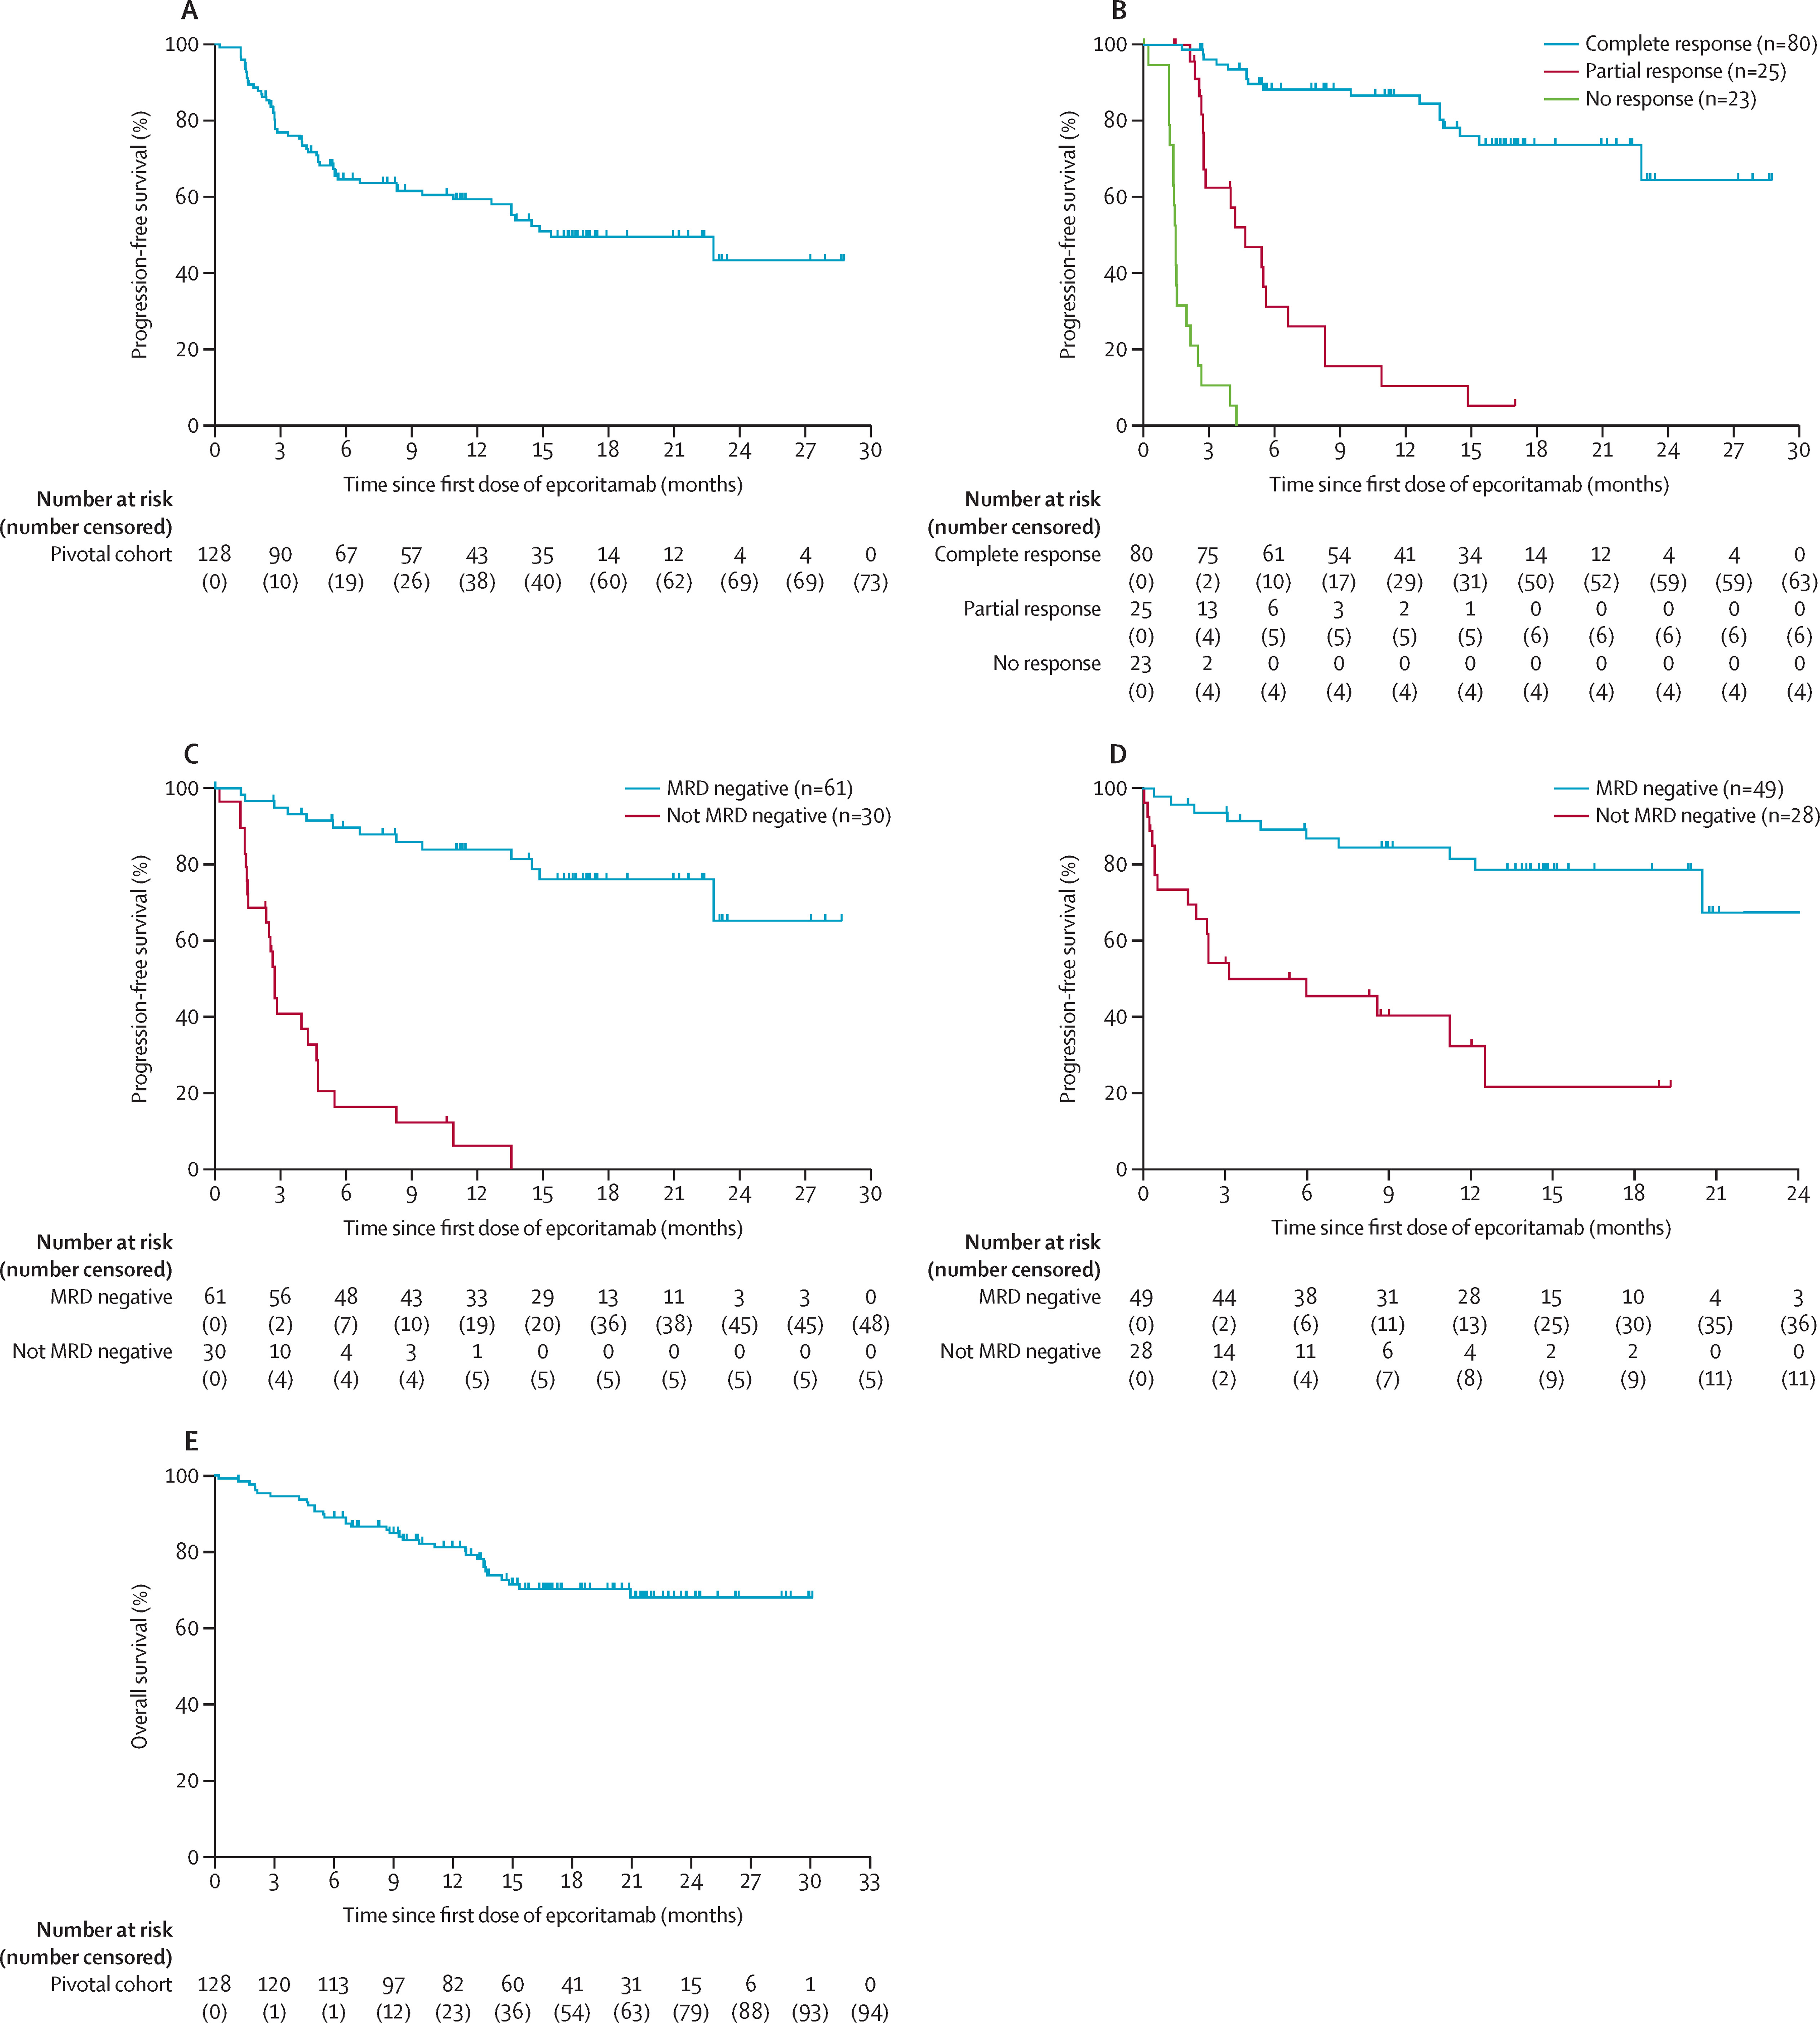 A
100
80
60
40
20
0
Progression-free survival (%)
0 3 6 9 12 15 18 21 24 27 30
Time since first dose of epcoritamab (months)
Number at risk
(number censored)
Pivotal cohort 128 90 67 57 43 35 14 12 4 4 0
(0) (10) (19) (26) (38) (40) (60) (62) (69) (69) (73)
B
Complete response (n=80)
Partial response (n=25)
No response (n=23)
100
80
60
40
20
0
Progression-free survival (%)
0 3 6 9 12 15 18 21 24 27 30
Time since first dose of epcoritamab (months)
Number at risk
(number censored)
Complete response 80 75 61 54 41 34 14 12 4 4 0
(0) (2) (10) (17) (29) (31) (50) (52) (59) (59) (63)
Partial response 25 13 6 3 2 1 0 0 0 0 0
(0) (4) (5) (5) (5) (5) (6) (6) (6) (6) (6)
No response 23 2 0 0 0 0 0 0 0 0 0
(0) (4) (4) (4) (4) (4) (4) (4) (4) (4) (4)
C
MRD negative (n=61)
Not MRD negative (n=30)
100
80
60
40
20
0
Progression-free survival (%)
0 3 6 9 12 15 18 21 24 27 30
Time since first dose of epcoritamab (months)
Number at risk
(number censored)
MRD negative 61 56 48 43 33 29 13 11 3 3 0
(0) (2) (7) (10) (19) (20) (36) (38) (45) (45) (48)
Not MRD negative 30 10 4 3 1 0 0 0 0 0 0
(0) (4) (4) (4) (5) (5) (5) (5) (5) (5) (5)
D
MRD negative (n=49)
Not MRD negative (n=28)
100
80
60
40
20
0
Progression-free survival (%)
0 3 6 9 12 15 18 21 24
Time since first dose of epcoritamab (months)
Number at risk
(number censored)
MRD negative 49 44 38 31 28 15 10 4 3
(0) (2) (6) (11) (13) (25) (30) (35) (36)
Not MRD negative 28 14 11 6 4 2 2 0 0
(0) (2) (4) (7) (8) (9) (9) (11) (11)
E
100
80
60
40
20
0
Overall survival (%)
0 3 6 9 12 15 18 21 24 27 30 33
Time since first dose of epcoritamab (months)
Number at risk
(number censored)
Pivotal cohort 128 120 113 97 82 60 41 31 15 6 1 0
(0) (1) (1) (12) (23) (36) (54) (63) (79) (88) (93) (94)